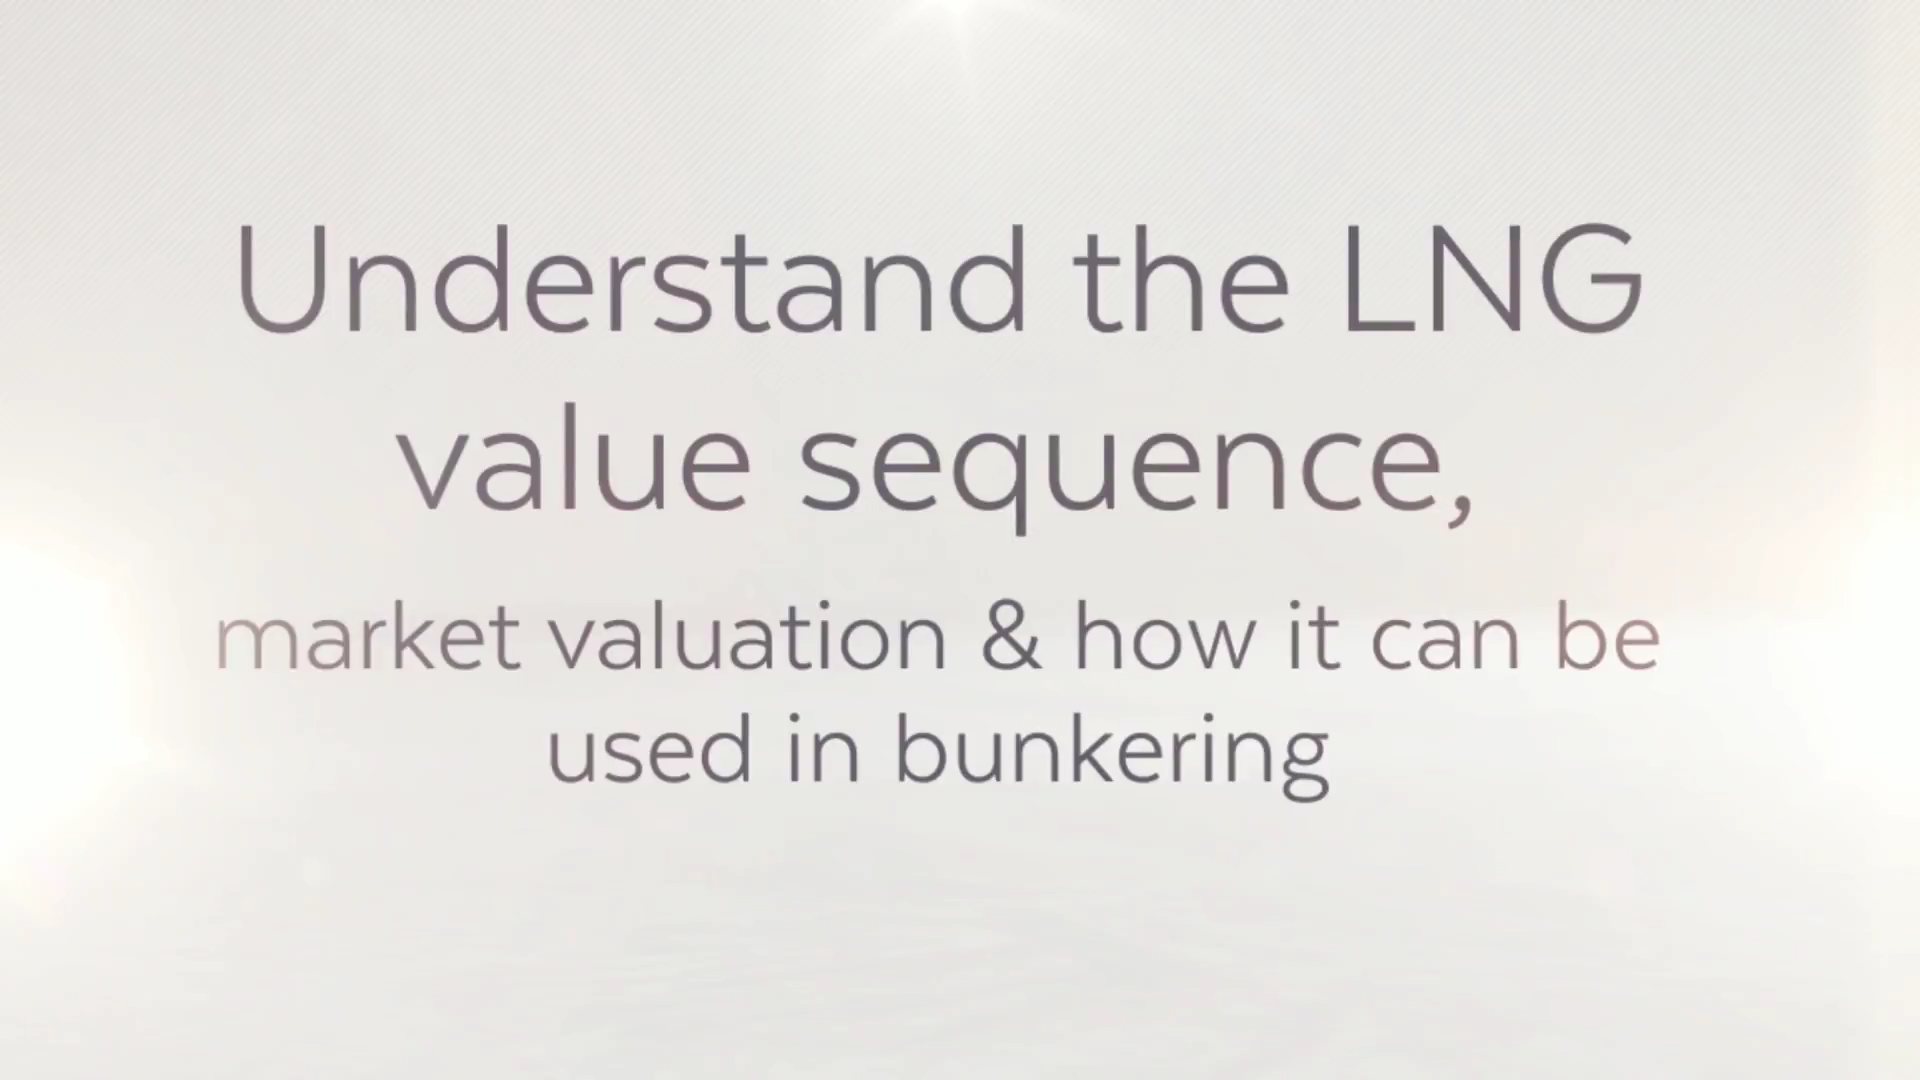 Understand the LNG
value sequence,
market valuation & how it can be
used in bunkering